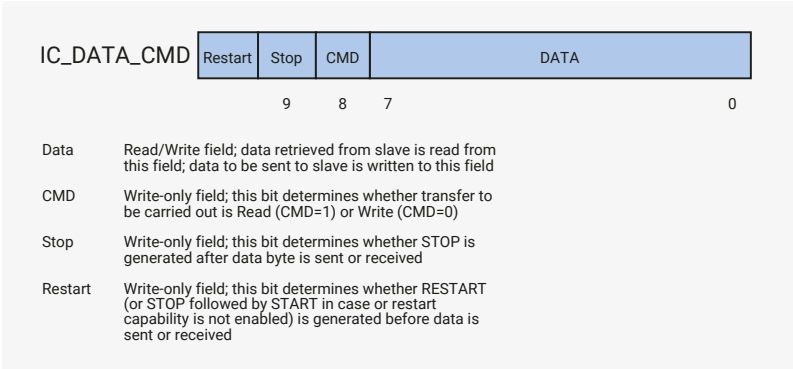 IC_DATA_CMD Restart Stop CMD DATA
9 8 7 0
Data Read/Write field; data retrieved from slave is read from
this field; data to be sent to slave is written to this field
CMD Write-only field; this bit determines whether transfer to
be carried out is Read (CMD=1) or Write (CMD=0)
Stop Write-only field; this bit determines whether STOP is
generated after data byte is sent or received
Restart Write-only field; this bit determines whether RESTART
(or STOP followed by START in case or restart
capability is not enabled) is generated before data is
sent or received